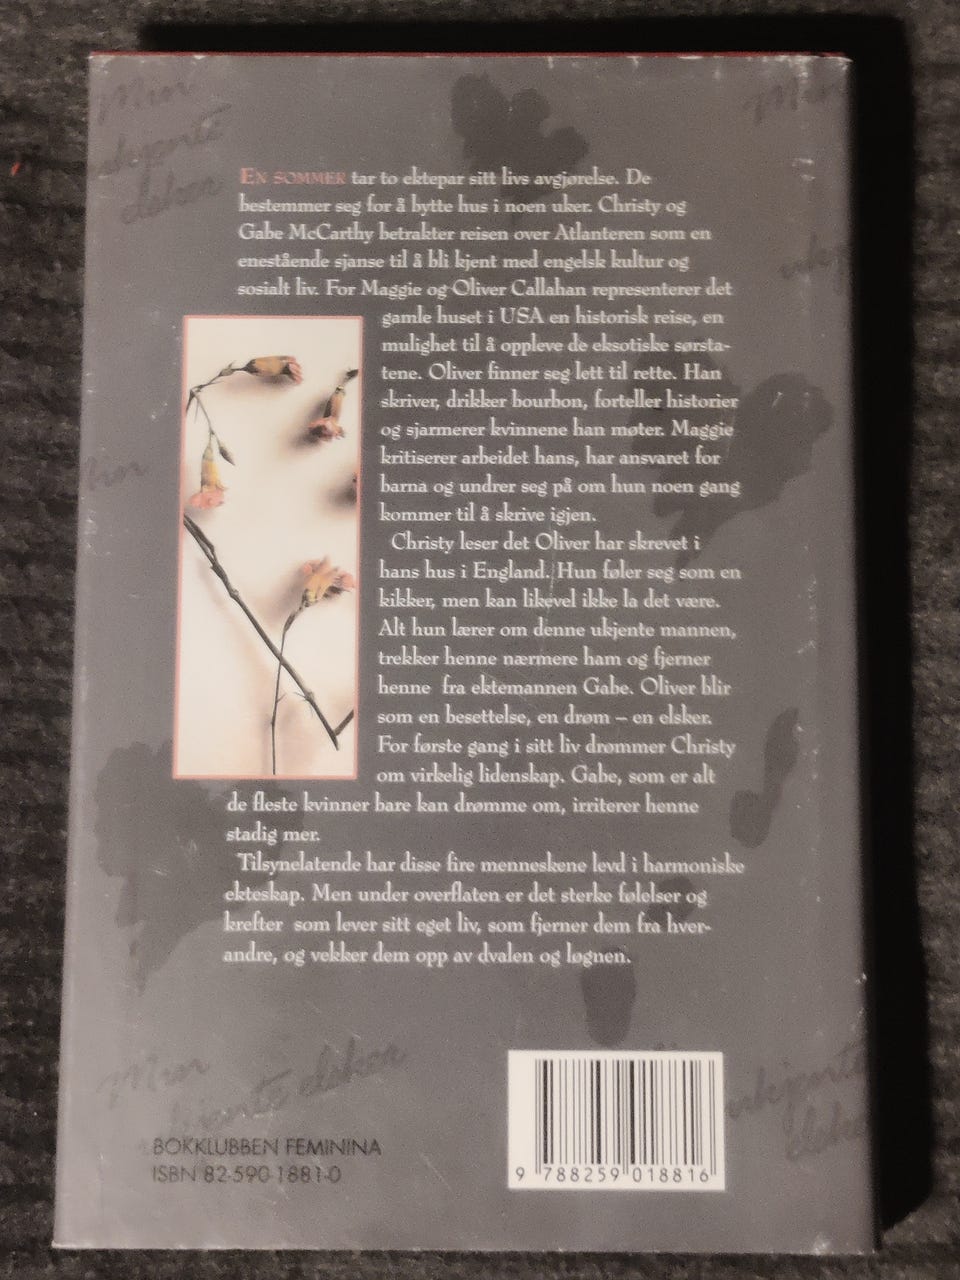 Min
ukjente
elsker
Min
EN SOMMER tar to ektepar sitt livs avgjørelse. De
bestemmer seg for å bytte hus i noen uker. Christy og
Gabe McCarthy betrakter reisen over Atlanteren som en
enestående sjanse til å bli kjent med engelsk kultur og
sosialt liv. For Maggie og Oliver Callahan representerer det
gamle huset i USA en historisk reise, en
mulighet til å oppleve de eksotiske sørsta-
tene. Oliver finner seg lett til rette. Han
skriver, drikker bourbon, forteller historier
og sjarmerer kvinnene han møter. Maggie
kritiserer arbeidet hans, har ansvaret for
barna og undrer seg på om hun noen gang
kommer til å skrive igjen.
Christy leser det Oliver har skrevet i
hans hus i England. Hun føler seg som en
kikker, men kan likevel ikke la det være.
Alt hun lærer om denne ukjente mannen,
trekker henne nærmere ham og fjerner
henne fra ektemannen Gabe. Oliver blir
som en besettelse, en drøm – en elsker.
For første gang i sitt liv drømmer Christy
om virkelig lidenskap. Gabe, som er alt
de fleste kvinner bare kan drømme om, irriterer henne
stadig mer.
Tilsynelatende har disse fire menneskene levd i harmoniske
ekteskap. Men under overflaten er det sterke følelser og
krefter som lever sitt eget liv, som fjerner dem fra hver-
andre, og vekker dem opp av dvalen og løgnen.
Min
ukjente elsker
ukjente
elsker
BOKKLUBBEN FEMININA
ISBN 82-590-1881-0
9 788259 018816